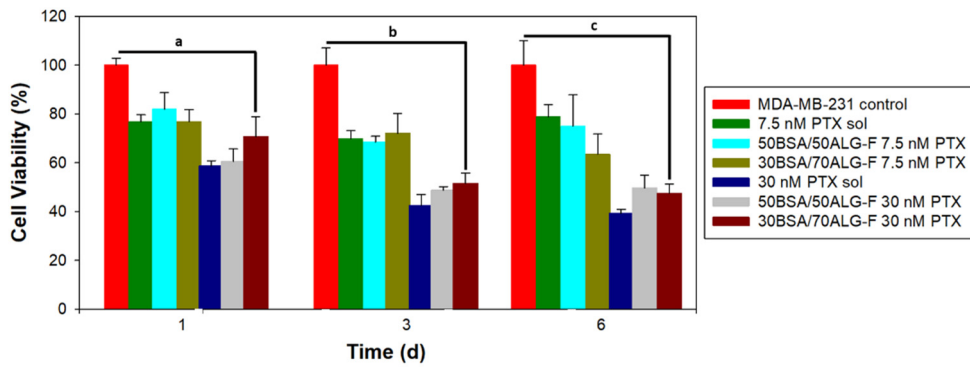 120
100
80
60
40
20
0
Cell Viability (%)
a
b
c
1
3
6
Time (d)
MDA-MB-231 control
7.5 nM PTX sol
50BSA/50ALG-F 7.5 nM PTX
30BSA/70ALG-F 7.5 nM PTX
30 nM PTX sol
50BSA/50ALG-F 30 nM PTX
30BSA/70ALG-F 30 nM PTX